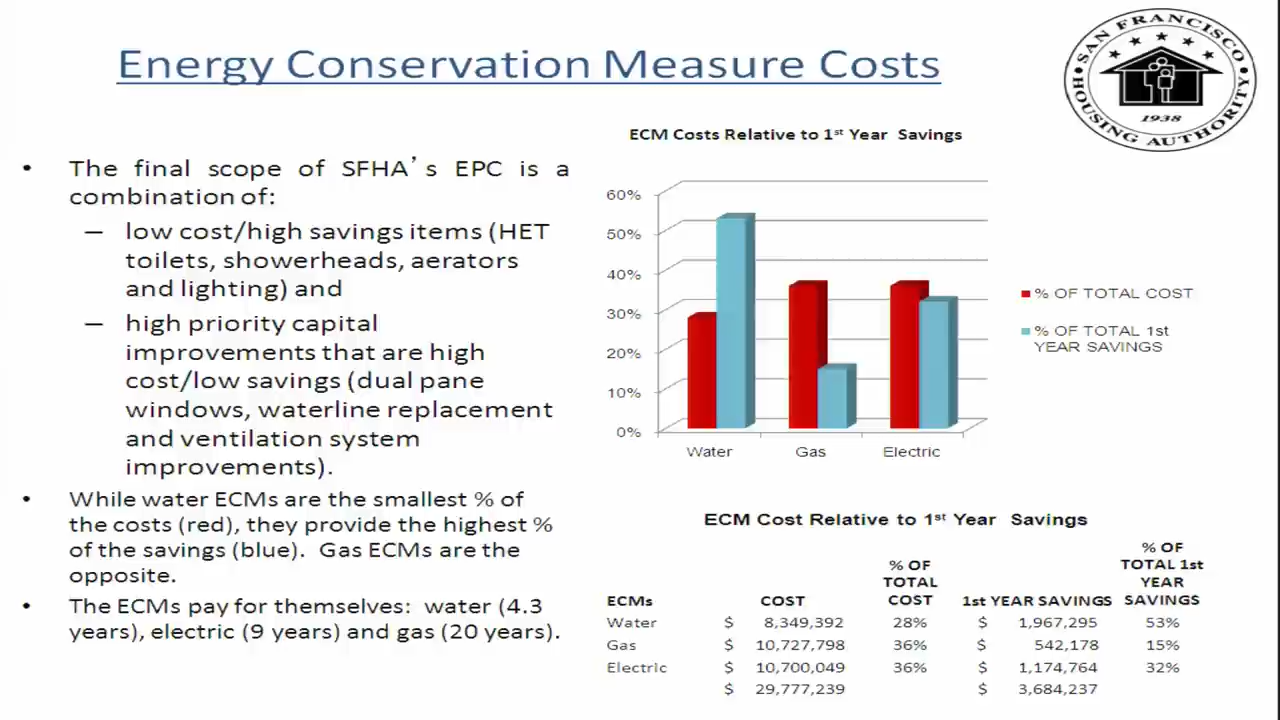 Energy Conservation Measure Costs
SAN FRANCISCO
HOUSING AUTHORITY
1938
• The final scope of SFHA's EPC is a
combination of:
– low cost/high savings items (HET
toilets, showerheads, aerators
and lighting) and
– high priority capital
improvements that are high
cost/low savings (dual pane
windows, waterline replacement
and ventilation system
improvements).
• While water ECMs are the smallest % of
the costs (red), they provide the highest %
of the savings (blue).  Gas ECMs are the
opposite.
• The ECMs pay for themselves:  water (4.3
years), electric (9 years) and gas (20 years).
ECM Costs Relative to 1st Year Savings
60%
50%
40%
30%
20%
10%
0%
Water Gas Electric
% OF TOTAL COST
% OF TOTAL 1st
YEAR SAVINGS
ECM Cost Relative to 1st Year Savings
% OF
TOTAL 1st
YEAR
SAVINGS
% OF
TOTAL
COST
ECMs COST 1st YEAR SAVINGS
Water $ 8,349,392 28% $ 1,967,295 53%
Gas $ 10,727,798 36% $ 542,178 15%
Electric $ 10,700,049 36% $ 1,174,764 32%
$ 29,777,239 $ 3,684,237